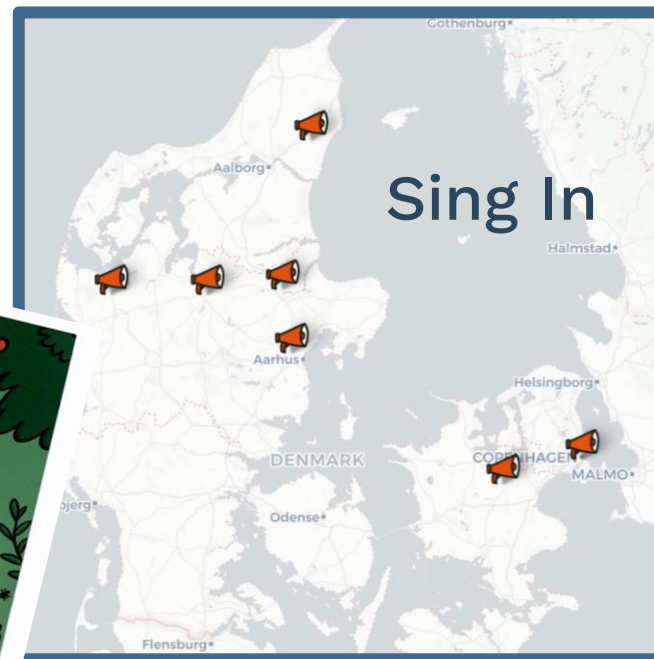 Gothenburg
Aalborg
Sing In
Halmstad
Aarhus
Helsingborg
DENMARK
COPENHAGEN
MALMO
Odense
Flensburg